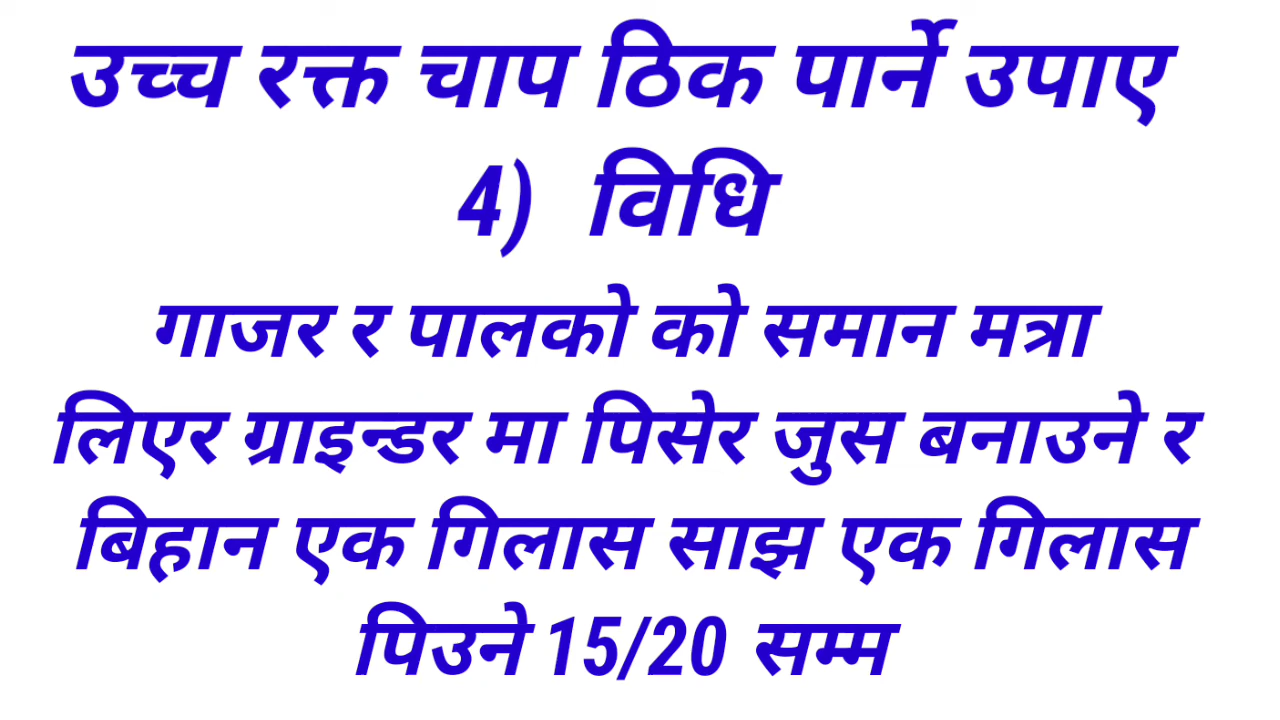 उच्च रक्त चाप ठिक पार्ने उपाए
4) विधि
गाजर र पालको को समान मत्रा
लिएर ग्राइन्डर मा पिसेर जुस बनाउने र
बिहान एक गिलास साझ एक गिलास
पिउने 15/20 सम्म